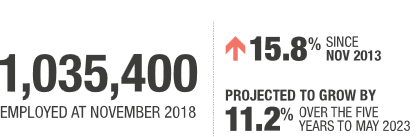 1,035,400
EMPLOYED AT NOVEMBER 2018
15.8% SINCE
NOV 2013
PROJECTED TO GROW BY
11.2% OVER THE FIVE
YEARS TO MAY 2023